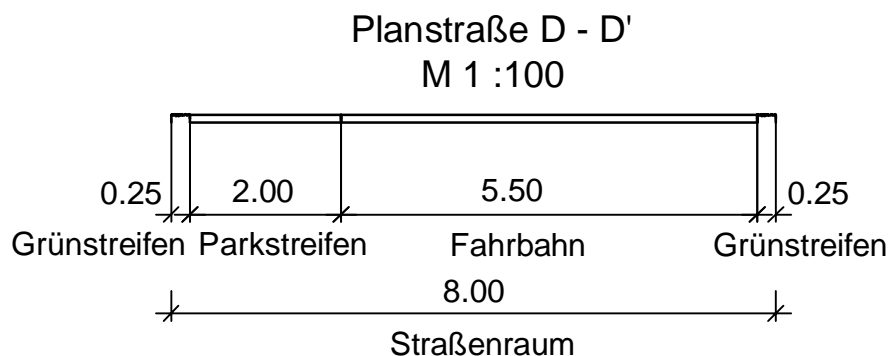 Planstraße D - D'
M 1 :100
0.25 2.00 5.50 0.25
Grünstreifen Parkstreifen Fahrbahn Grünstreifen
8.00
Straßenraum